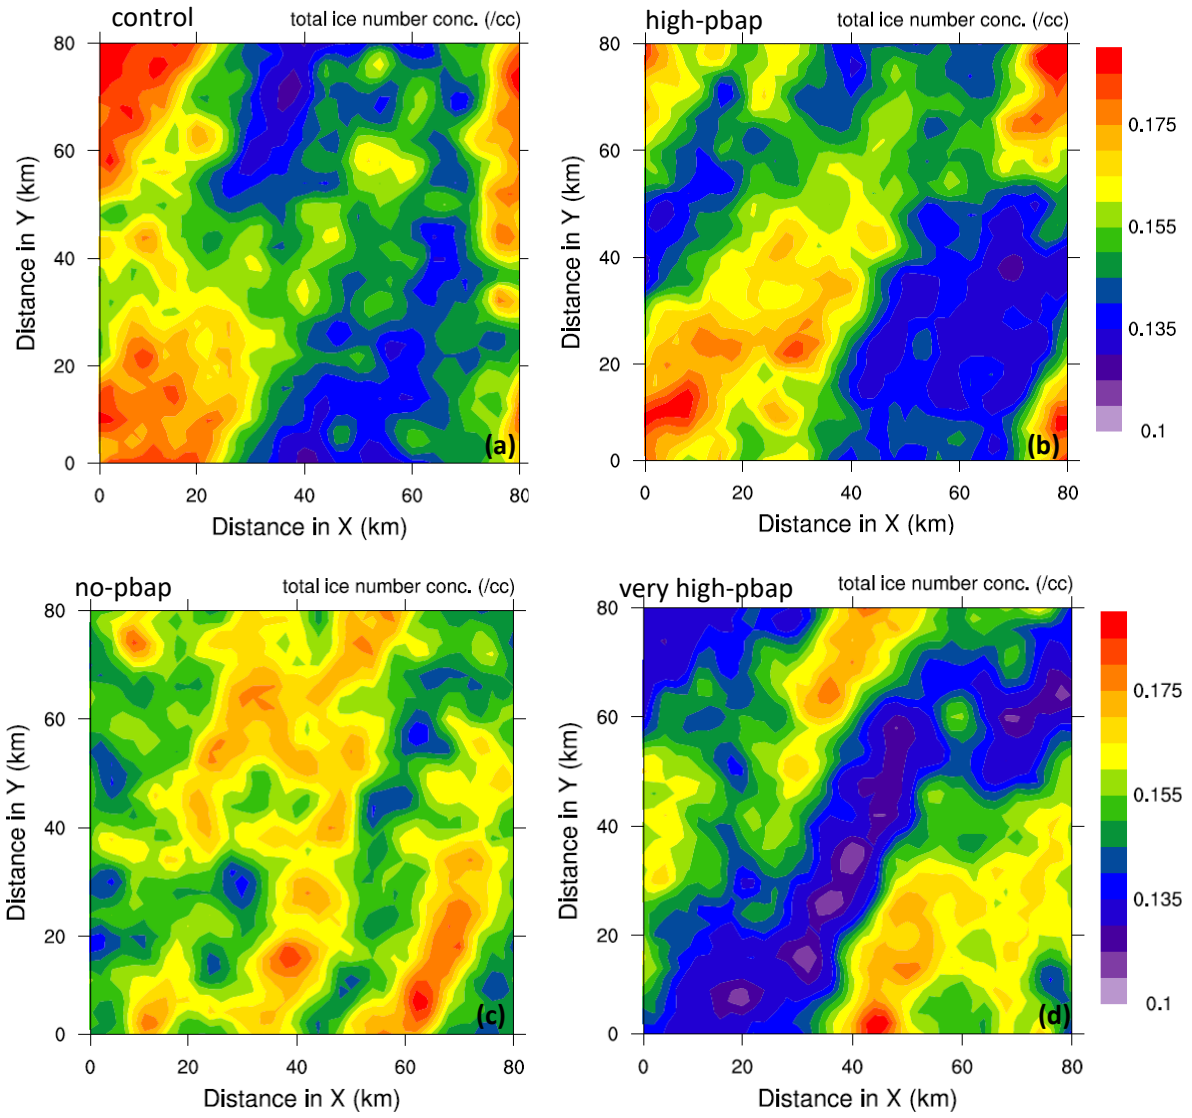 control
total ice number conc. (/cc)
80
60
40
20
0
Distance in Y (km)
(a)
0 20 40 60 80
Distance in X (km)
high-pbap
total ice number conc. (/cc)
80
60
40
20
0
Distance in Y (km)
(b)
0 20 40 60 80
Distance in X (km)
0.175
0.155
0.135
0.1
no-pbap
total ice number conc. (/cc)
80
60
40
20
0
Distance in Y (km)
(c)
0 20 40 60 80
Distance in X (km)
very high-pbap
total ice number conc. (/cc)
80
60
40
20
0
Distance in Y (km)
(d)
0 20 40 60 80
Distance in X (km)
0.175
0.155
0.135
0.1